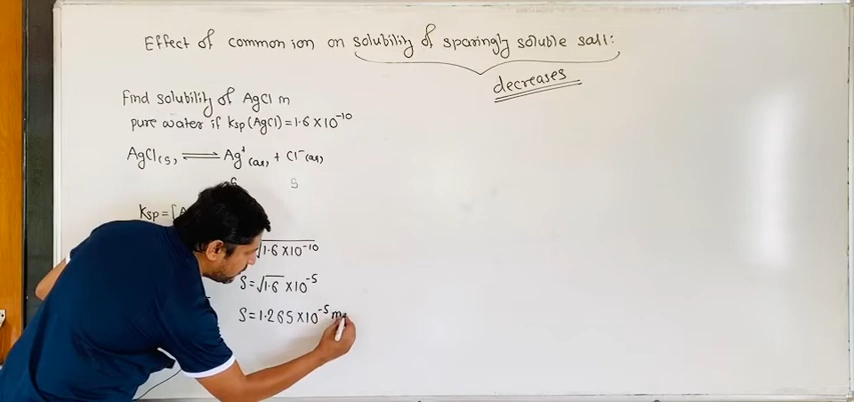 Effect of common ion on solubility of sparingly soluble salt:
decreases
Find solubility of AgCl in
pure water if Ksp(AgCl)=1.6×10⁻¹⁰
AgCl(s) ⇌ Ag⁺(aq) + Cl⁻(aq)
S S
Ksp=[A
√1.6×10⁻¹⁰
S=√1.6 ×10⁻⁵
S=1.265×10⁻⁵ m